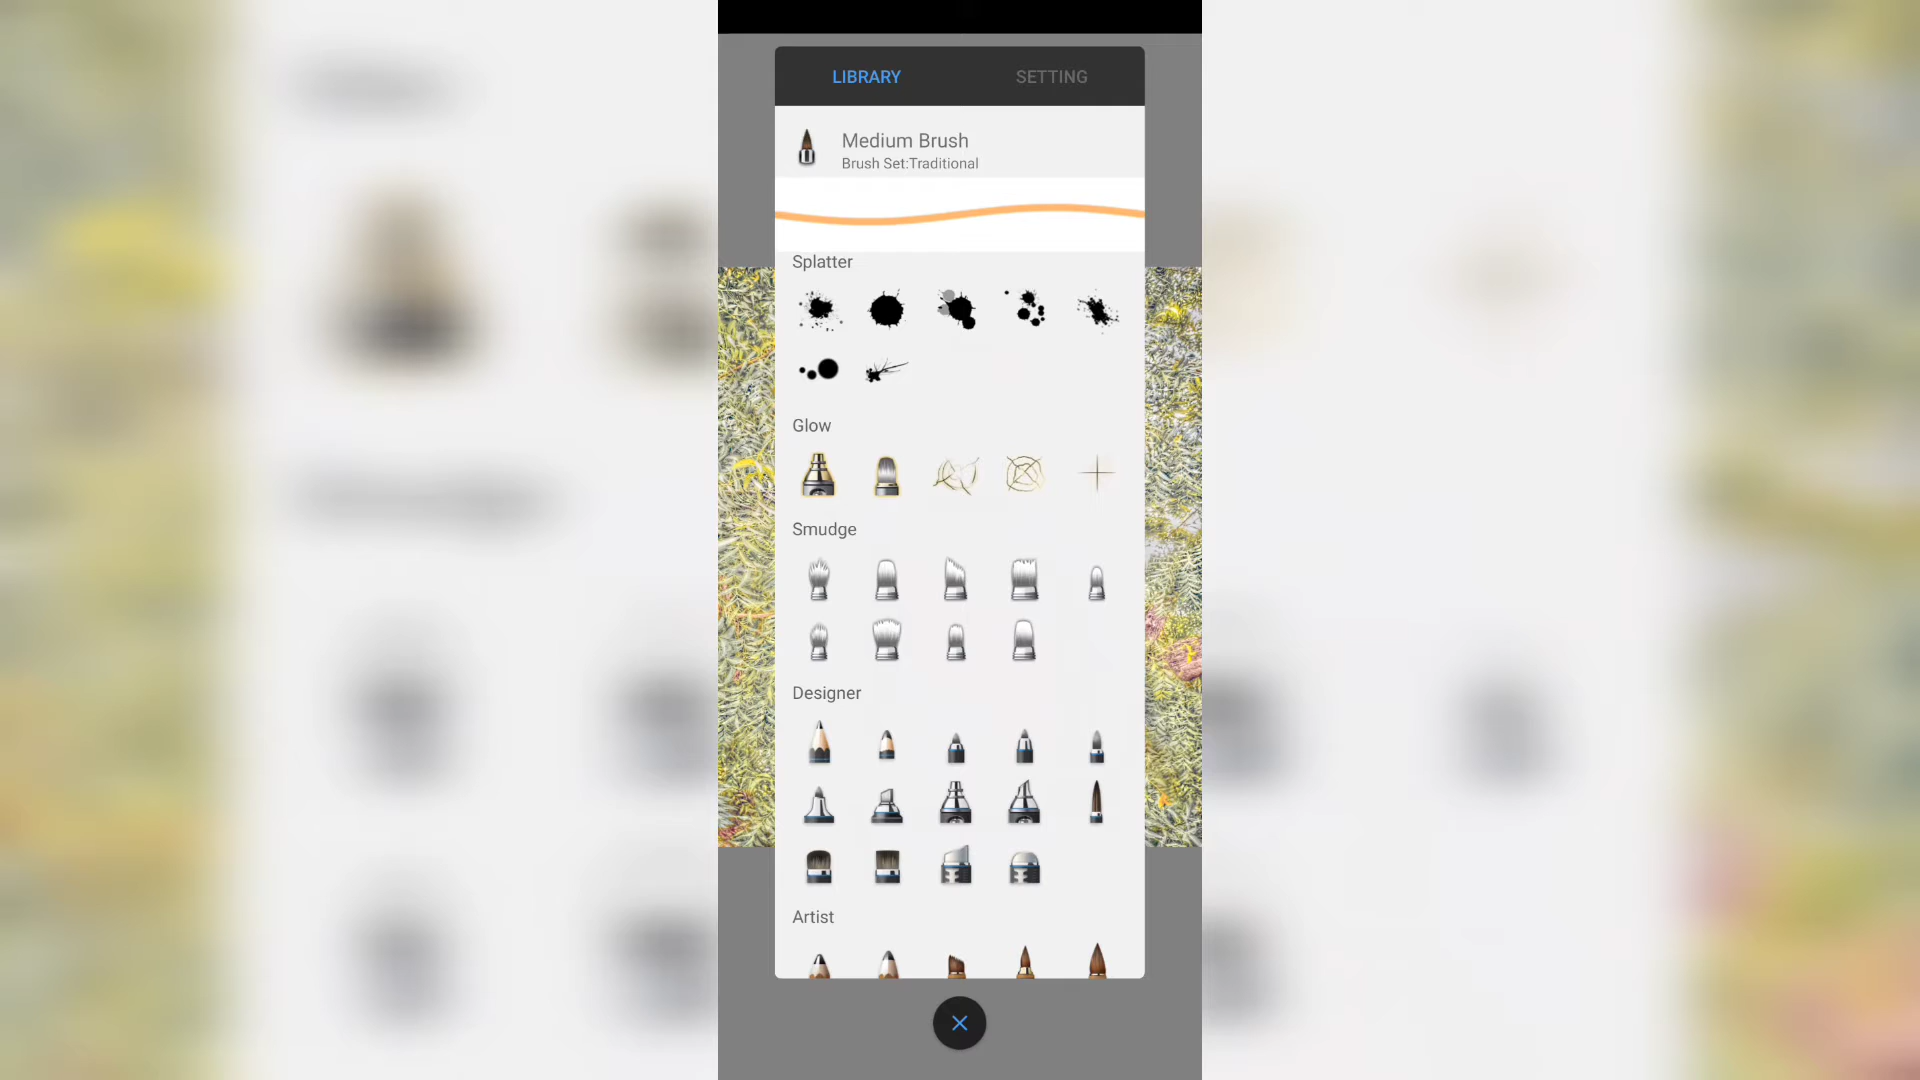 LIBRARY SETTING
Medium Brush
Brush Set:Traditional
Splatter
Glow
Smudge
Designer
Artist